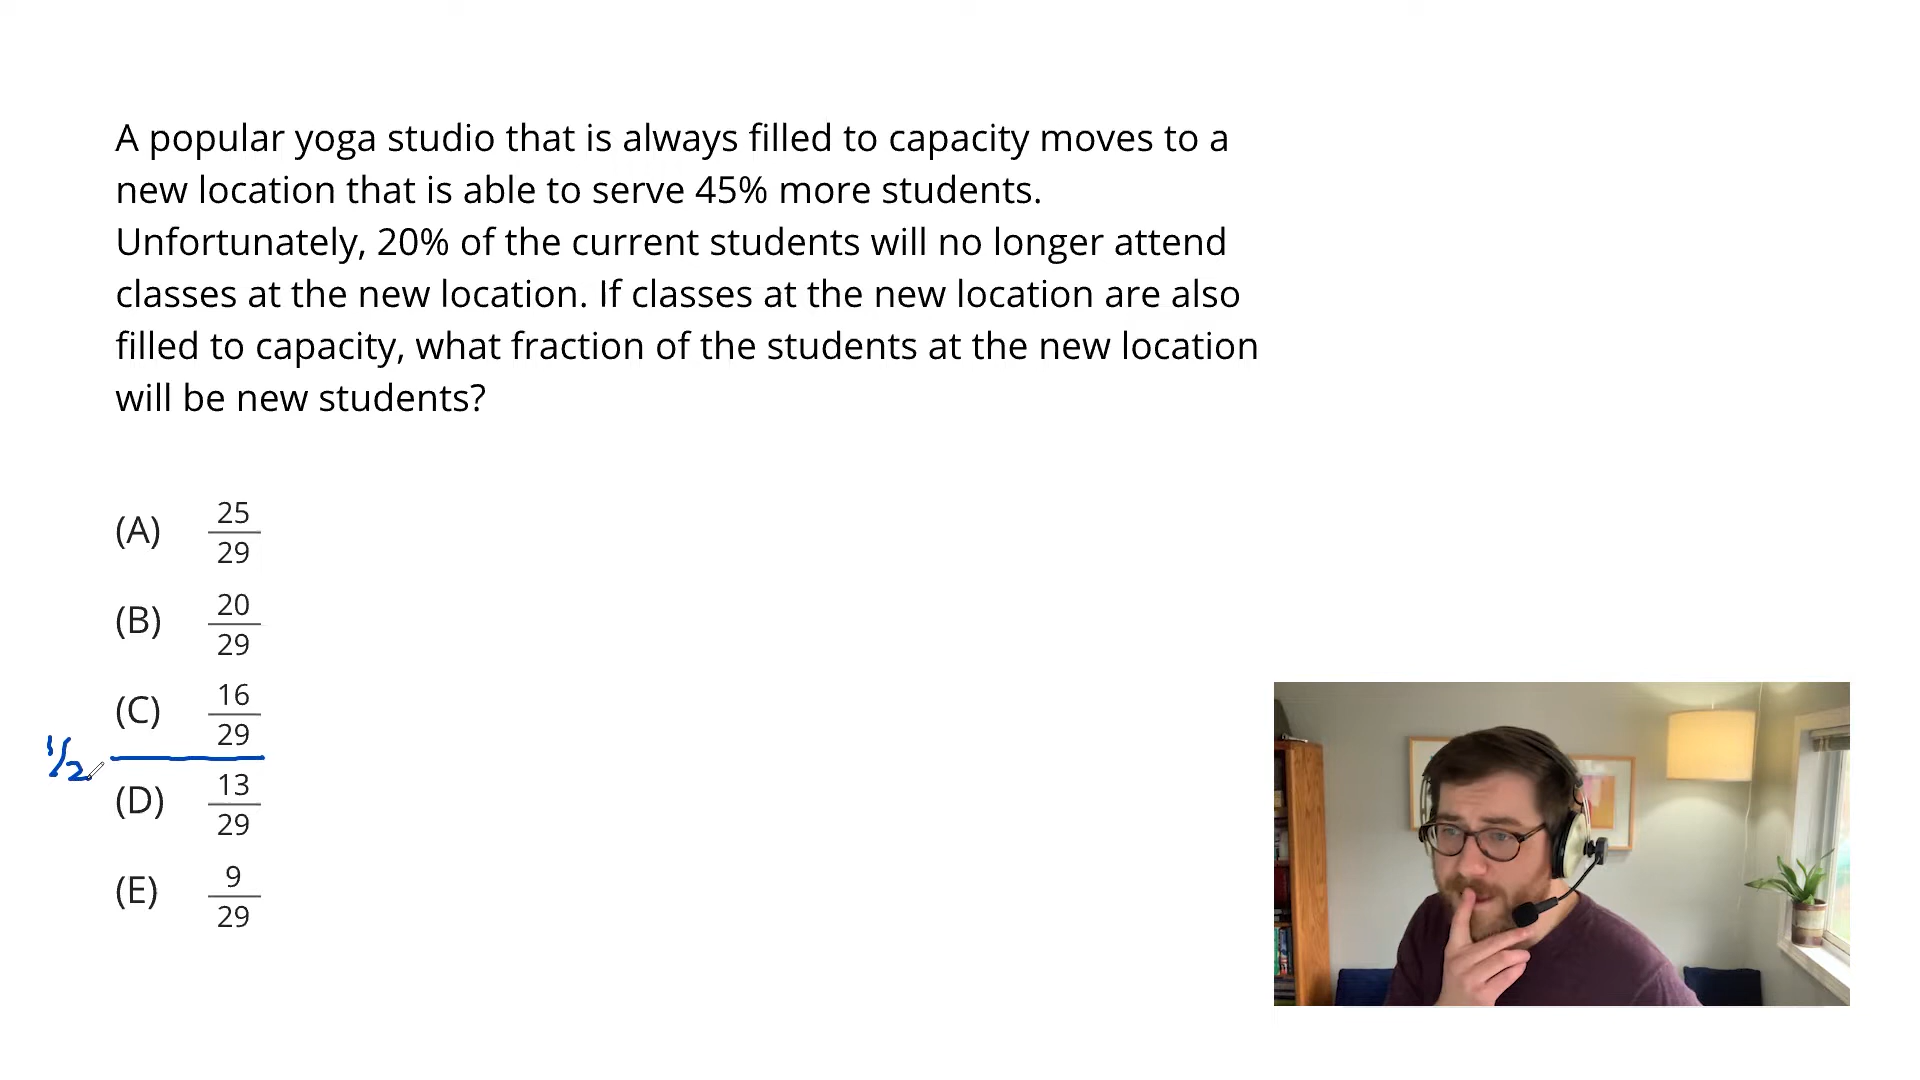 A popular yoga studio that is always filled to capacity moves to a
new location that is able to serve 45% more students.
Unfortunately, 20% of the current students will no longer attend
classes at the new location. If classes at the new location are also
filled to capacity, what fraction of the students at the new location
will be new students?
(A) 25/29
(B) 20/29
(C) 16/29
1/2
(D) 13/29
(E) 9/29